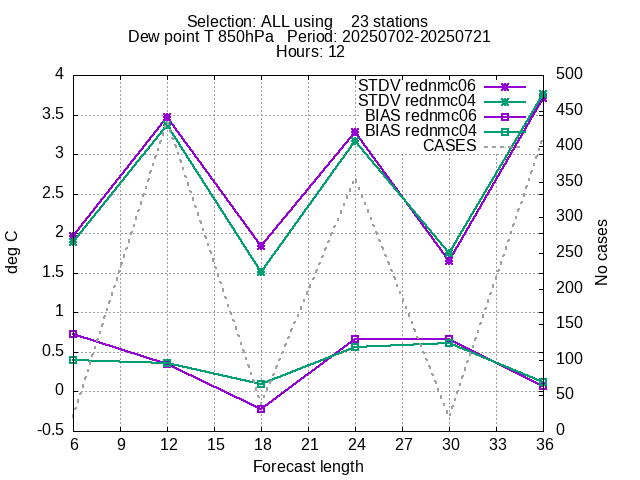 Selection: ALL using    23 stations
Dew point T 850hPa   Period: 20250702-20250721
Hours: 12
STDV rednmc06
STDV rednmc04
BIAS rednmc06
BIAS rednmc04
CASES
deg C
4
3.5
3
2.5
2
1.5
1
0.5
0
-0.5
500
450
400
350
300
250
200
150
100
50
0
No cases
6 9 12 15 18 21 24 27 30 33 36
Forecast length